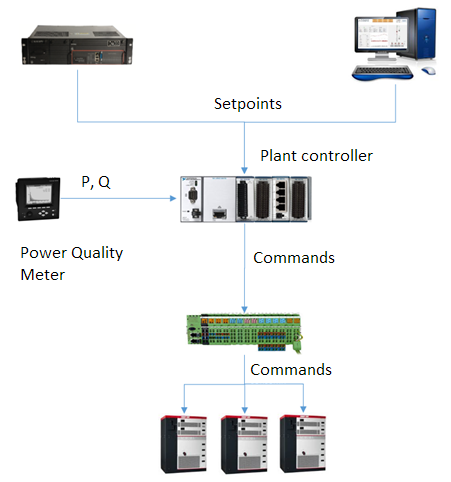 Setpoints
Plant controller
P, Q
Power Quality
Meter
Commands
Commands